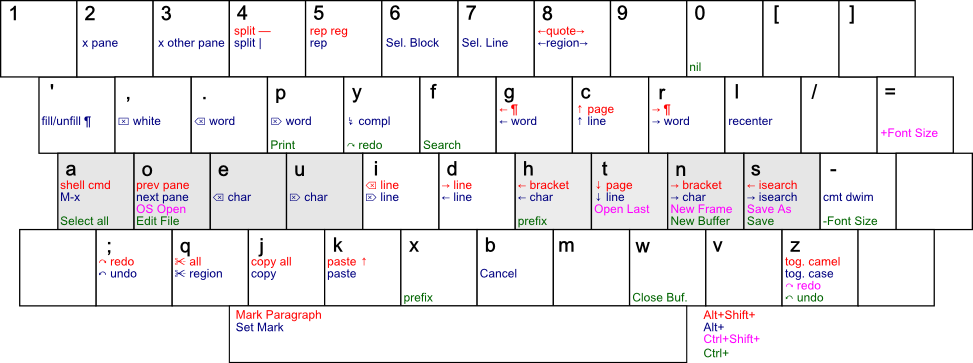 1 2 3 4 5 6 7 8 9 0 [ ]
split — rep reg ←quote→
x pane x other pane split | rep Sel. Block Sel. Line ←region→
nil
' , . p y f g c r l / =
←¶ ↑ page →¶
fill/unfill ¶ ⌦ white ⌫ word ⌦ word ↯ compl ← word ↑ line → word recenter
+Font Size
Print ↷ redo Search
a o e u i d h t n s -
shell cmd prev pane ⌫ line → line ← bracket ↓ page → bracket ← isearch
M-x next pane ⌫ char ⌦ char ⌦ line ← line ← char ↓ line → char → isearch cmt dwim
OS Open Open Last New Frame Save As
Select all Edit File prefix New Buffer Save -Font Size
; q j k x b m w v z
↷ redo ✂ all copy all paste ↑ tog. camel
↶ undo ✂ region copy paste Cancel tog. case
↷ redo
prefix Close Buf. ↶ undo
Mark Paragraph Alt+Shift+
Set Mark Alt+
Ctrl+Shift+
Ctrl+